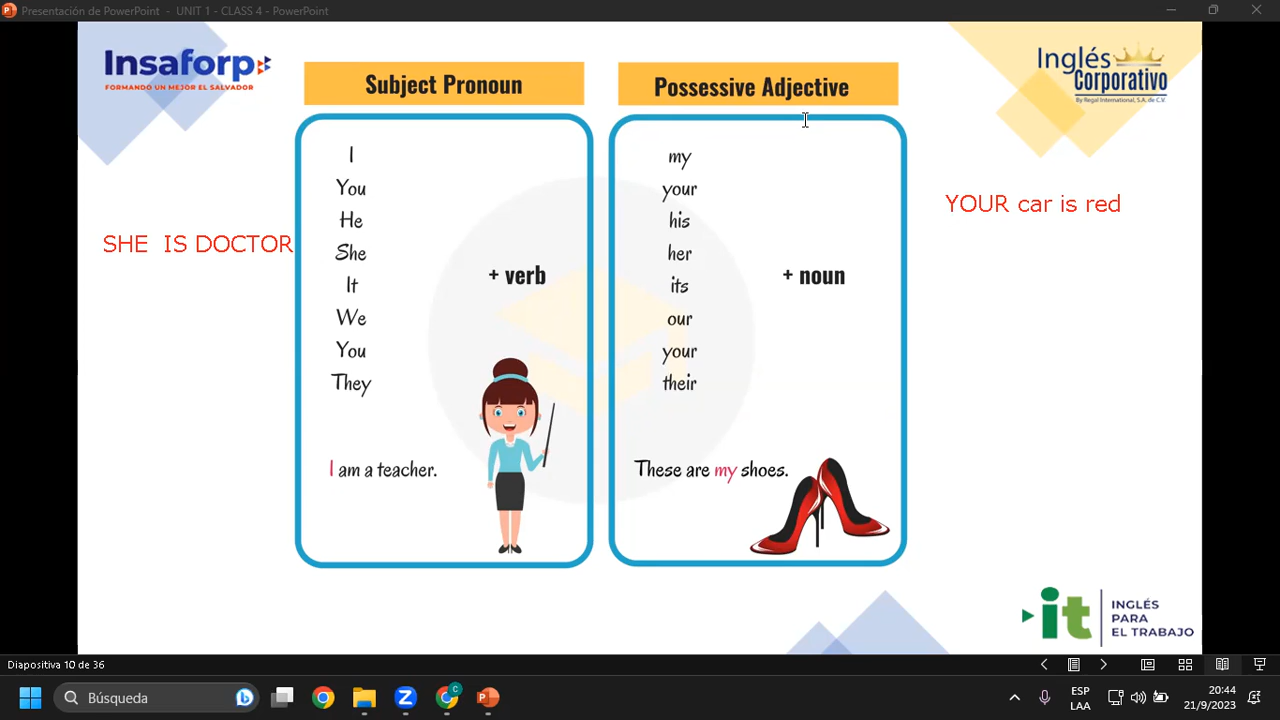 Presentación de PowerPoint - UNIT 1 - CLASS 4 - PowerPoint
Insaforp
FORMANDO UN MEJOR EL SALVADOR
Inglés
Corporativo
By Regal International, S.A. de C.V.
Subject Pronoun
Possessive Adjective
I
You
He
She
It
We
You
They
+ verb
I am a teacher.
my
your
his
her
its
our
your
their
+ noun
These are my shoes.
SHE IS DOCTOR
YOUR car is red
it
INGLÉS
PARA
EL TRABAJO
Diapositiva 10 de 36
Búsqueda
ESP
LAA
20:44
21/9/2023